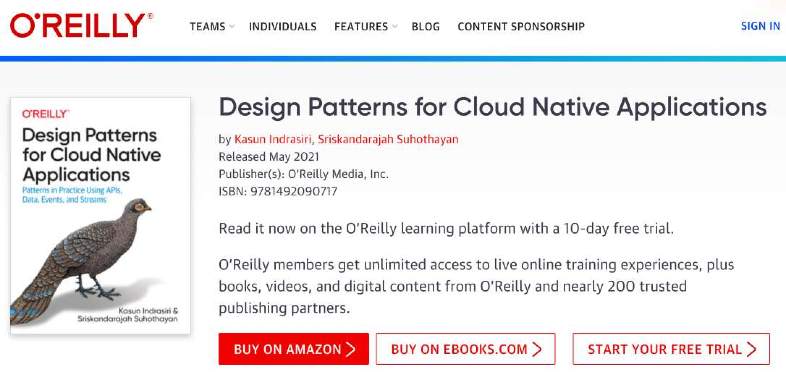 O'REILLY®
TEAMS INDIVIDUALS FEATURES BLOG CONTENT SPONSORSHIP SIGN IN
O'REILLY
Design Patterns
for Cloud Native
Applications
Patterns in Practice Using APIs,
Data, Events, and Streams
Kasun Indrasiri &
Sriskandarajah Suhothayan
Design Patterns for Cloud Native Applications
by Kasun Indrasiri, Sriskandarajah Suhothayan
Released May 2021
Publisher(s): O'Reilly Media, Inc.
ISBN: 9781492090717
Read it now on the O'Reilly learning platform with a 10-day free trial.
O'Reilly members get unlimited access to live online training experiences, plus
books, videos, and digital content from O'Reilly and nearly 200 trusted
publishing partners.
BUY ON AMAZON BUY ON EBOOKS.COM START YOUR FREE TRIAL